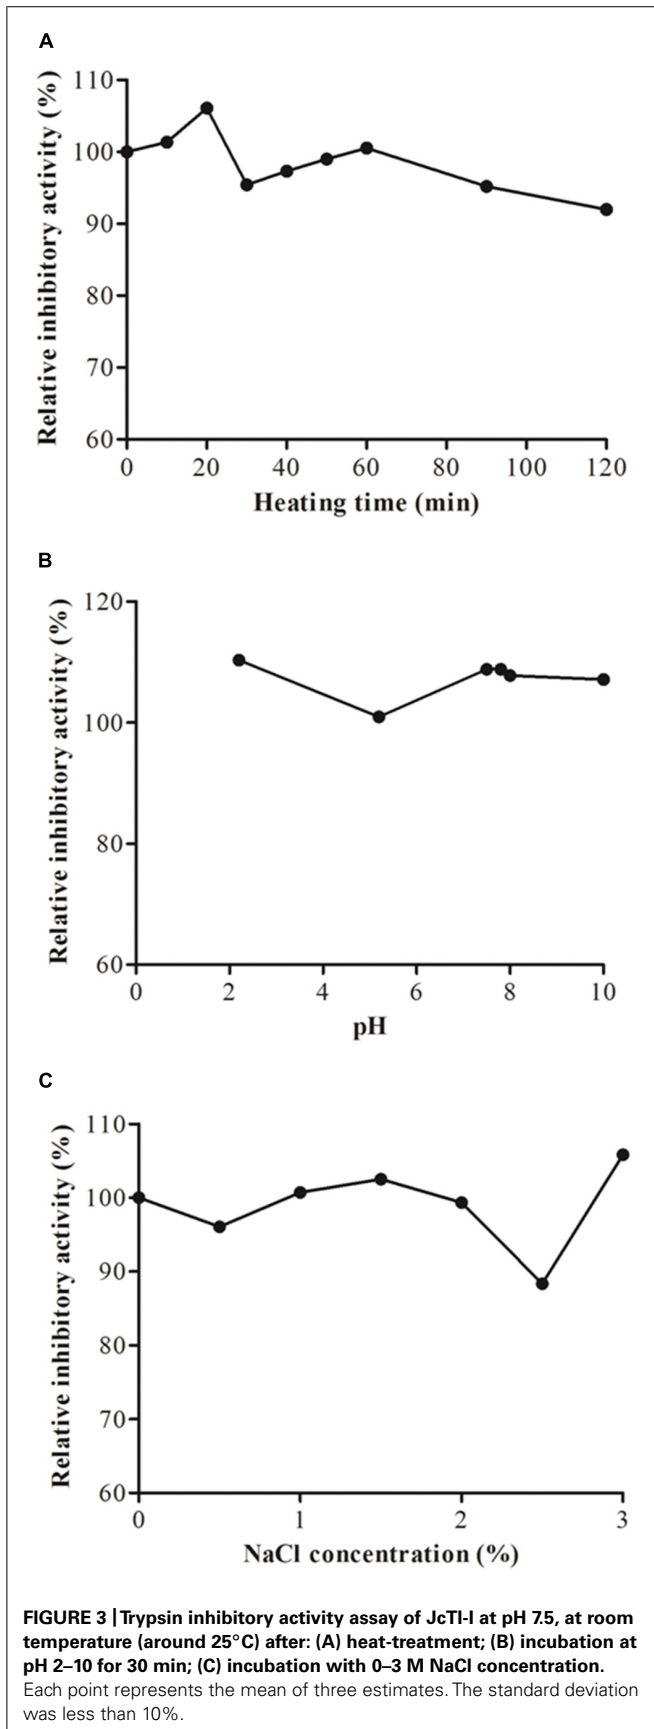 A
Relative inhibitory activity (%)
110
100
90
80
70
60
0 20 40 60 80 100 120
Heating time (min)
B
Relative inhibitory activity (%)
120
100
80
60
0 2 4 6 8 10
pH
C
Relative inhibitory activity (%)
110
100
90
80
70
60
0 1 2 3
NaCl concentration (%)
FIGURE 3 | Trypsin inhibitory activity assay of JcTI-I at pH 7.5, at room
temperature (around 25°C) after: (A) heat-treatment; (B) incubation at
pH 2–10 for 30 min; (C) incubation with 0–3 M NaCl concentration.
Each point represents the mean of three estimates. The standard deviation
was less than 10%.